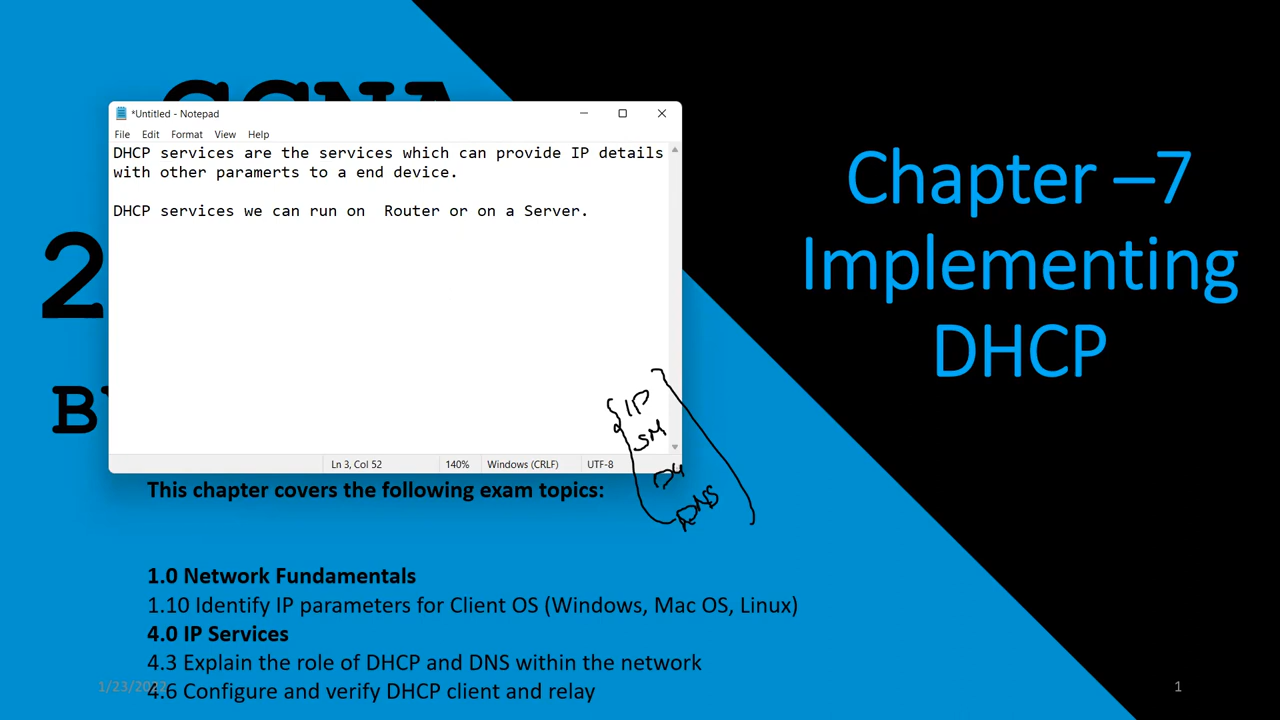 CCNA
*Untitled - Notepad
File Edit Format View Help
DHCP services are the services which can provide IP details
with other paramerts to a end device.
DHCP services we can run on Router or on a Server.
Ln 3, Col 52 140% Windows (CRLF) UTF-8
2
B
IP
SM
DNS
Chapter –7
Implementing
DHCP
This chapter covers the following exam topics:
1.0 Network Fundamentals
1.10 Identify IP parameters for Client OS (Windows, Mac OS, Linux)
4.0 IP Services
4.3 Explain the role of DHCP and DNS within the network
4.6 Configure and verify DHCP client and relay
1/23/2022
1